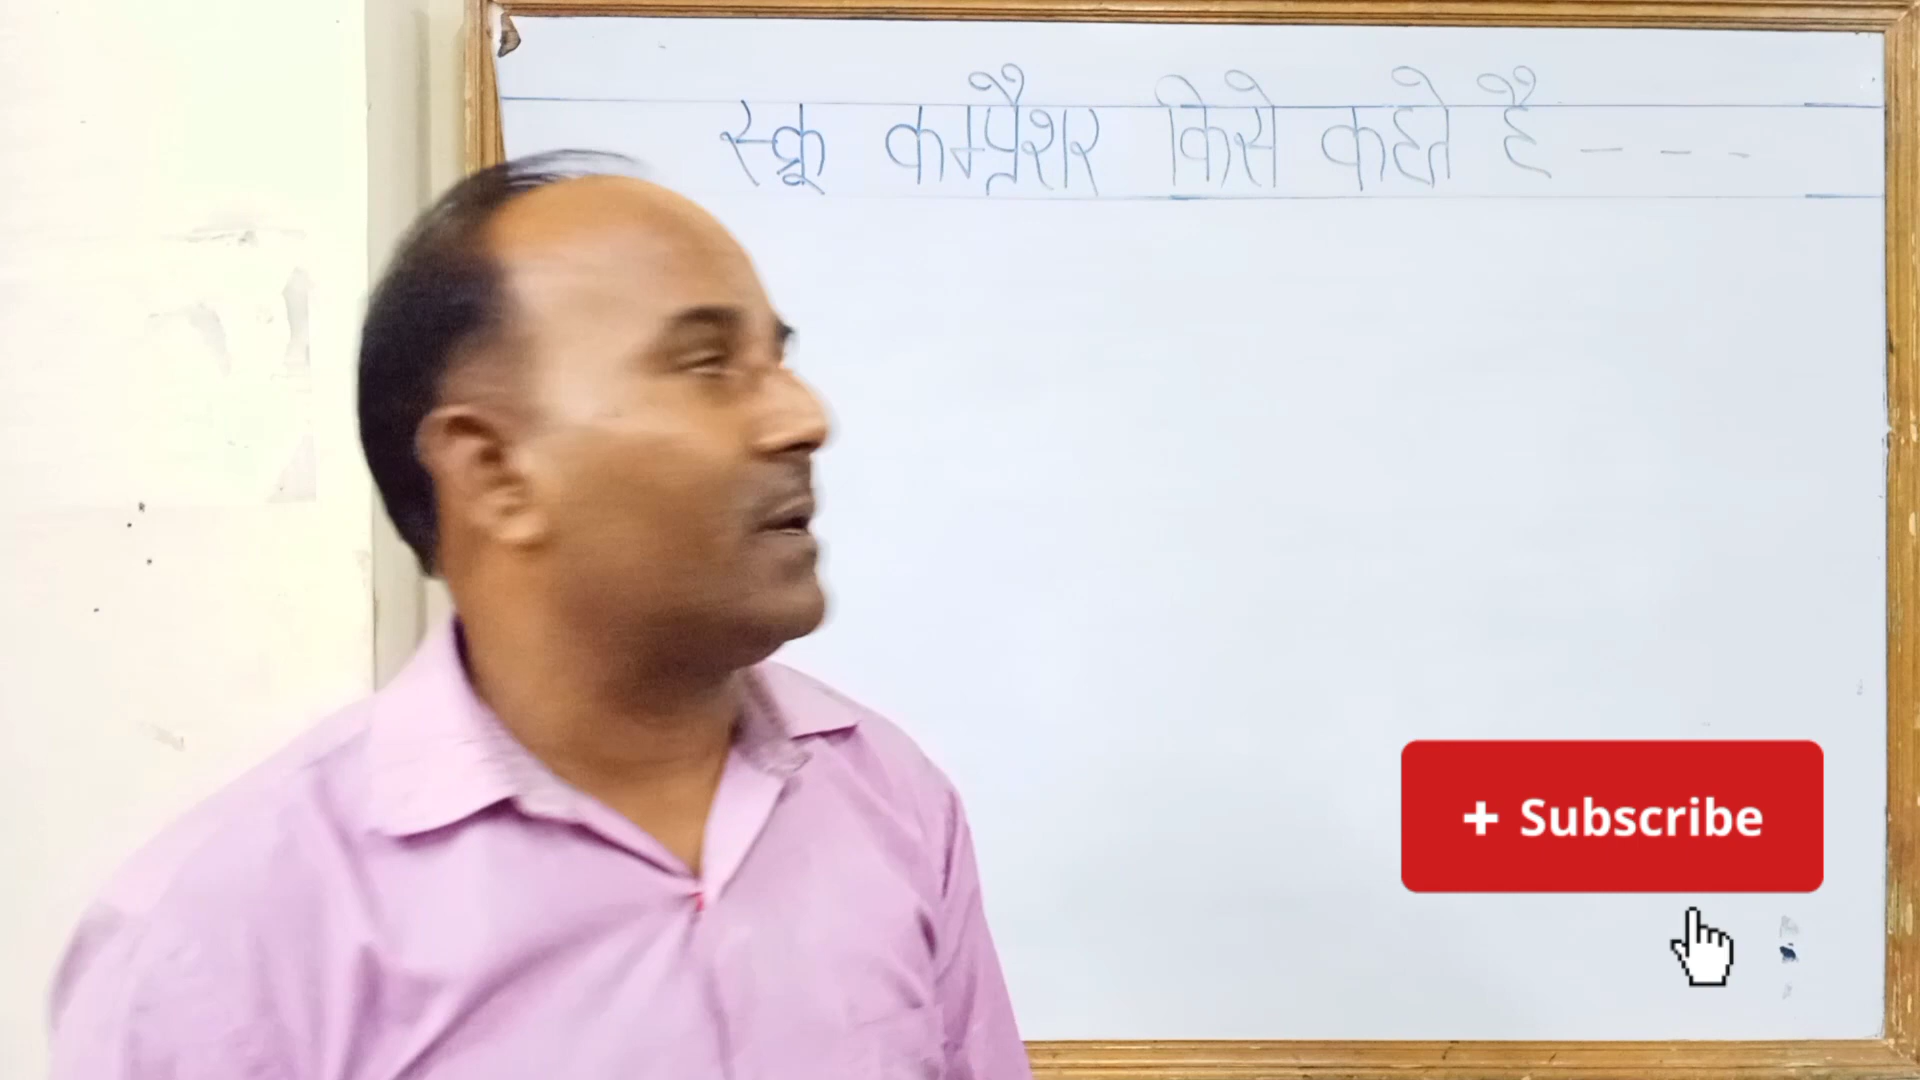 स्क्रू कम्प्रैशर किसे कहते है - - -
+ Subscribe